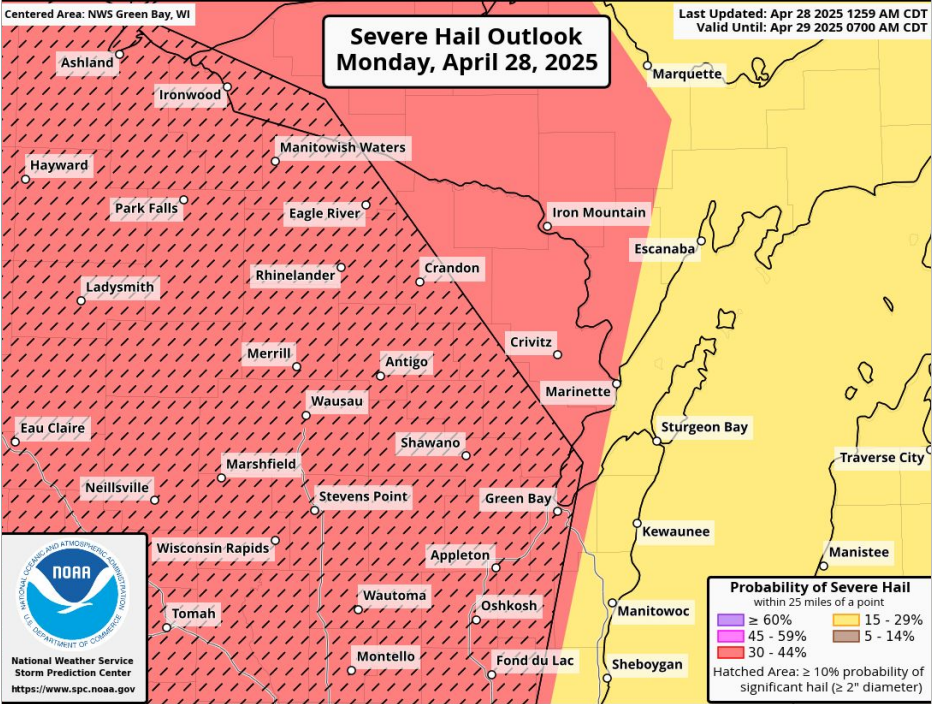 Centered Area: NWS Green Bay, WI
Severe Hail Outlook
Monday, April 28, 2025
Last Updated: Apr 28 2025 1259 AM CDT
Valid Until: Apr 29 2025 0700 AM CDT
Ashland
Marquette
Ironwood
Manitowish Waters
Hayward
Park Falls
Eagle River
Iron Mountain
Escanaba
Rhinelander
Crandon
Ladysmith
Crivitz
Merrill
Antigo
Marinette
Wausau
Eau Claire
Sturgeon Bay
Shawano
Traverse City
Marshfield
Neillsville
Stevens Point
Green Bay
Kewaunee
Wisconsin Rapids
Appleton
Manistee
Wautoma
Oshkosh
Manitowoc
Tomah
Montello
Fond du Lac
Sheboygan
NATIONAL OCEANIC AND ATMOSPHERIC ADMINISTRATION
NOAA
U.S. DEPARTMENT OF COMMERCE
National Weather Service
Storm Prediction Center
https://www.spc.noaa.gov
Probability of Severe Hail
within 25 miles of a point
≥ 60%
15 - 29%
45 - 59%
5 - 14%
30 - 44%
Hatched Area: ≥ 10% probability of
significant hail (≥ 2" diameter)